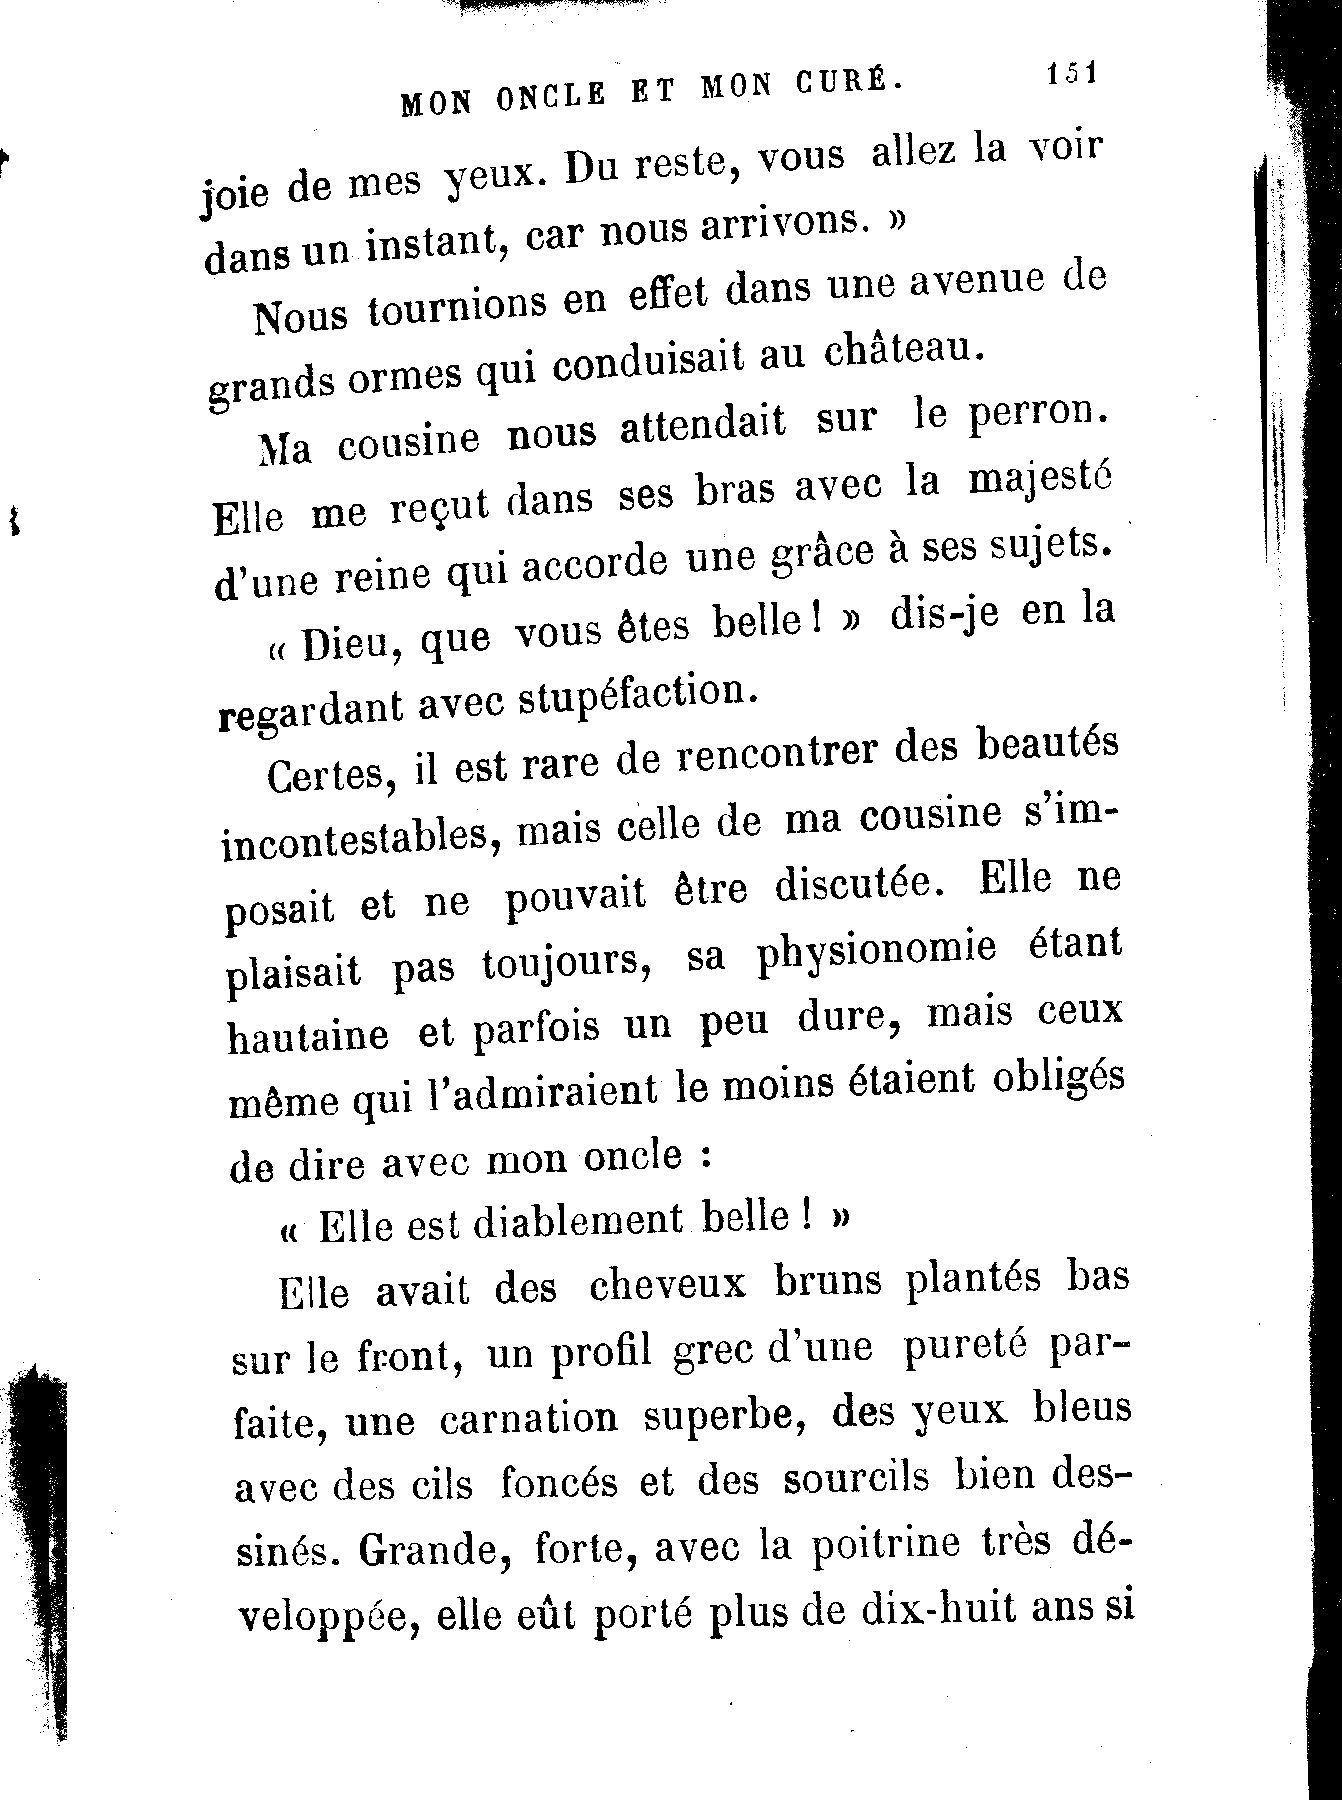 MON ONCLE ET MON CURÉ. 151
joie de mes yeux. Du reste, vous allez la voir
dans un instant, car nous arrivons. »
Nous tournions en effet dans une avenue de
grands ormes qui conduisait au château.
Ma cousine nous attendait sur le perron.
Elle me reçut dans ses bras avec la majesté
d'une reine qui accorde une grâce à ses sujets.
« Dieu, que vous êtes belle ! » dis-je en la
regardant avec stupéfaction.
Certes, il est rare de rencontrer des beautés
incontestables, mais celle de ma cousine s'im-
posait et ne pouvait être discutée. Elle ne
plaisait pas toujours, sa physionomie étant
hautaine et parfois un peu dure, mais ceux
même qui l'admiraient le moins étaient obligés
de dire avec mon oncle :
« Elle est diablement belle ! »
Elle avait des cheveux bruns plantés bas
sur le front, un profil grec d'une pureté par-
faite, une carnation superbe, des yeux bleus
avec des cils foncés et des sourcils bien des-
sinés. Grande, forte, avec la poitrine très dé-
veloppée, elle eût porté plus de dix-huit ans si